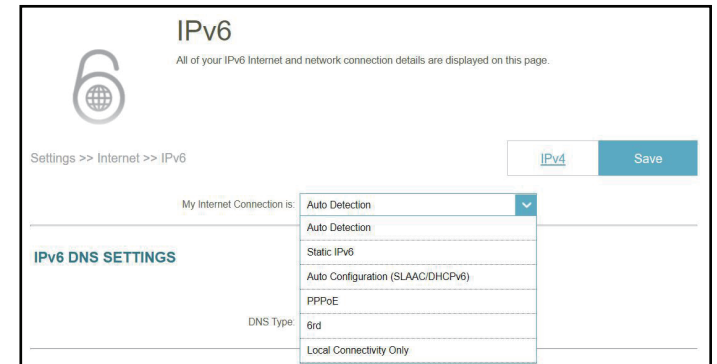 IPv6
All of your IPv6 Internet and network connection details are displayed on this page.
Settings >> Internet >> IPv6
IPv4
Save
My Internet Connection is:
Auto Detection
Auto Detection
Static IPv6
IPv6 DNS SETTINGS
Auto Configuration (SLAAC/DHCPv6)
PPPoE
DNS Type:
6rd
Local Connectivity Only